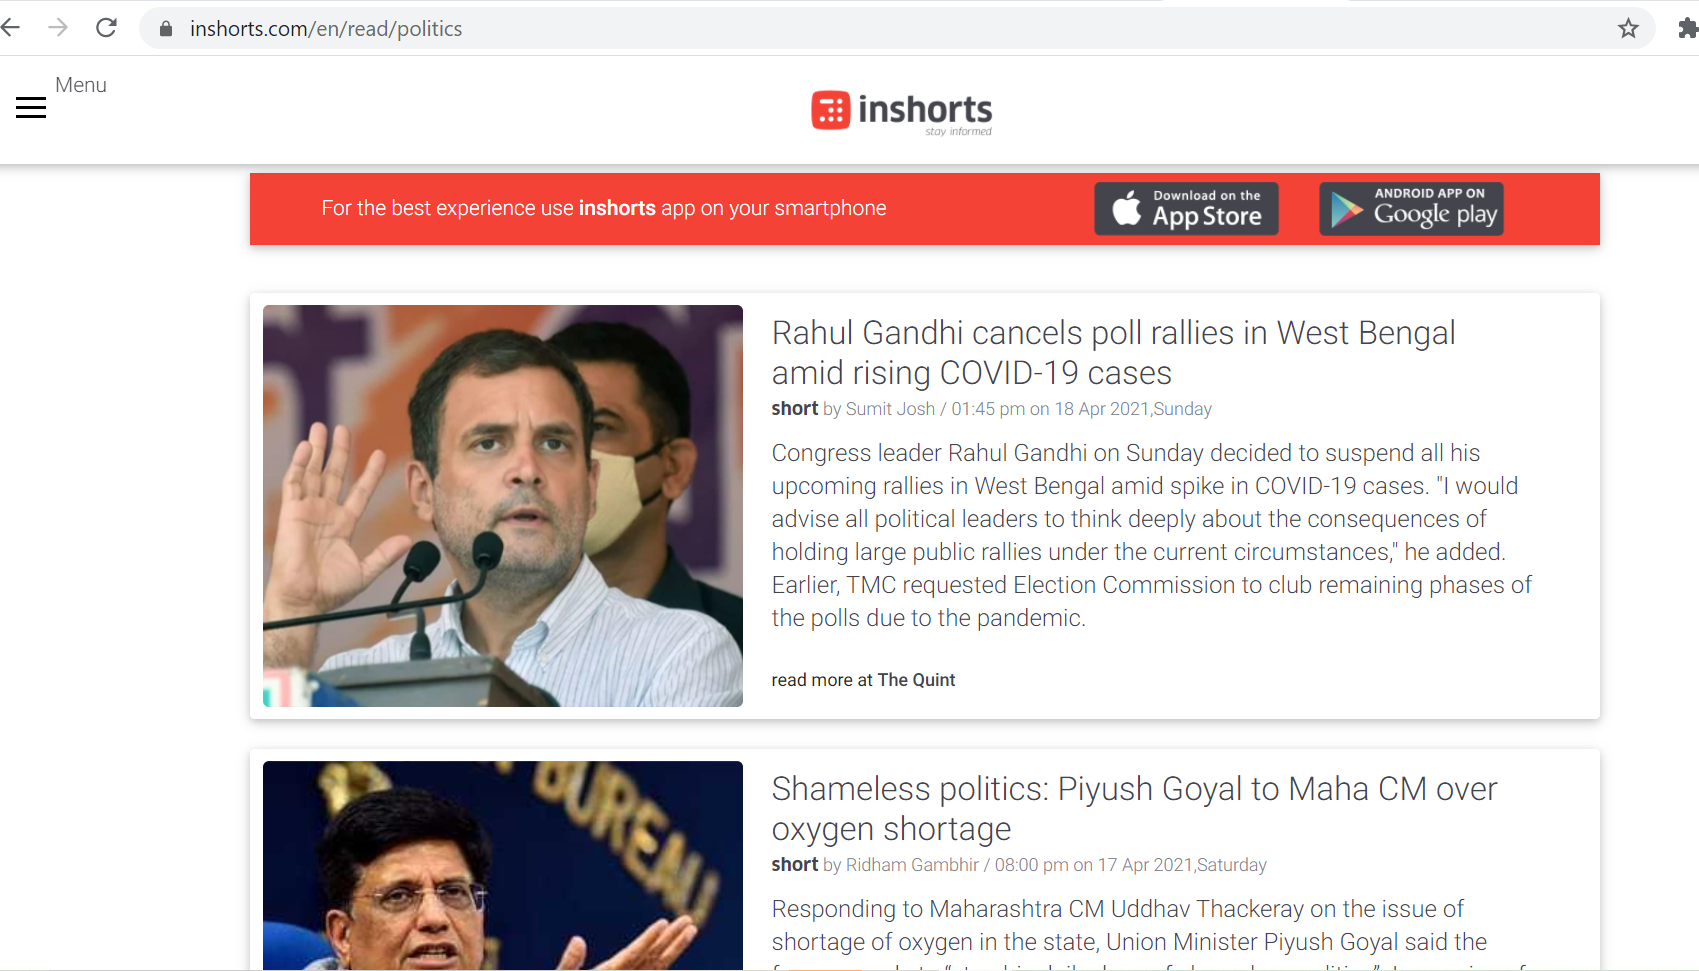 inshorts.com/en/read/politics
Menu
inshorts
stay informed
For the best experience use inshorts app on your smartphone
Download on the
App Store
ANDROID APP ON
Google play
Rahul Gandhi cancels poll rallies in West Bengal
amid rising COVID-19 cases
short by Sumit Josh / 01:45 pm on 18 Apr 2021,Sunday
Congress leader Rahul Gandhi on Sunday decided to suspend all his
upcoming rallies in West Bengal amid spike in COVID-19 cases. "I would
advise all political leaders to think deeply about the consequences of
holding large public rallies under the current circumstances," he added.
Earlier, TMC requested Election Commission to club remaining phases of
the polls due to the pandemic.
read more at The Quint
BUREAU
Shameless politics: Piyush Goyal to Maha CM over
oxygen shortage
short by Ridham Gambhir / 08:00 pm on 17 Apr 2021,Saturday
Responding to Maharashtra CM Uddhav Thackeray on the issue of
shortage of oxygen in the state, Union Minister Piyush Goyal said the